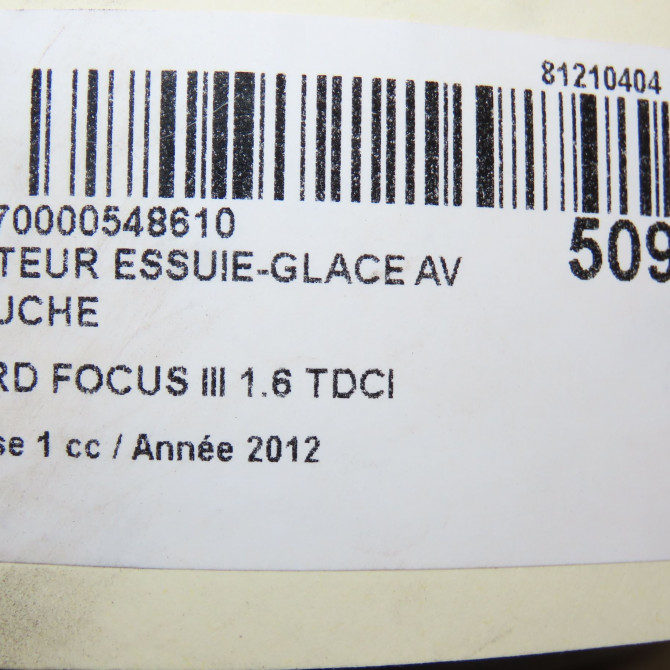 81210404
70000548610
509
TEUR ESSUIE-GLACE AV
UCHE
RD FOCUS III 1.6 TDCI
se 1 cc / Année 2012